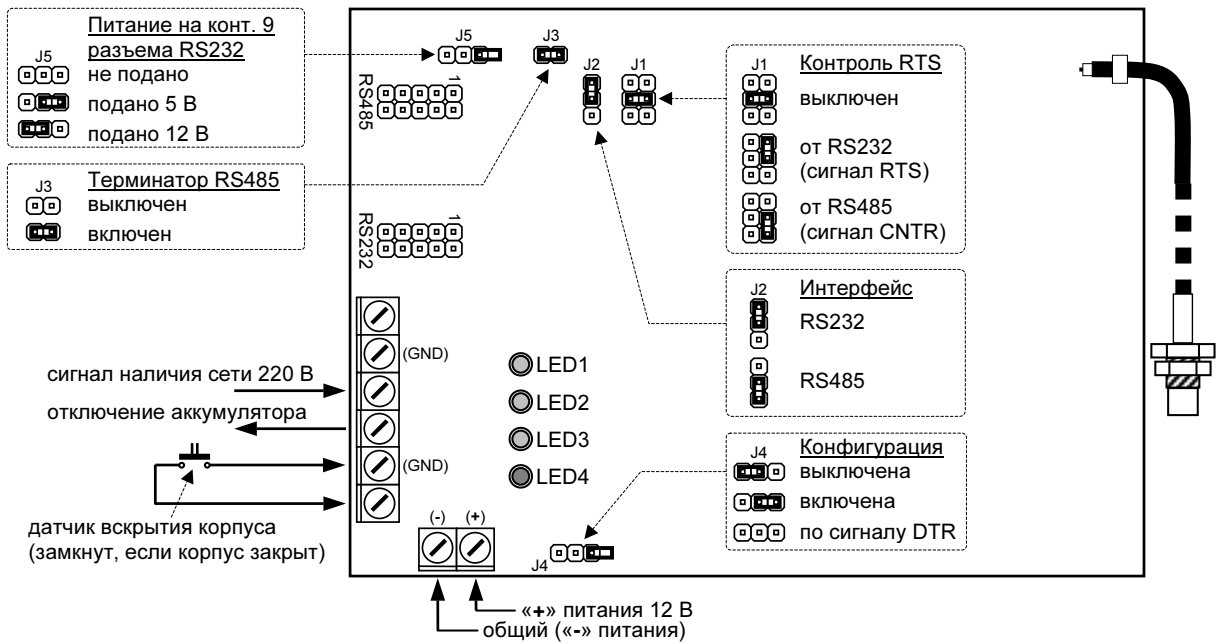 Питание на конт. 9
разъема RS232
J5
не подано
подано 5 В
подано 12 В
Терминатор RS485
J3
выключен
включен
J5
J3
J2
J1
RS485
1
RS232
1
J1
Контроль RTS
выключен
от RS232
(сигнал RTS)
от RS485
(сигнал CNTR)
J2
Интерфейс
RS232
RS485
J4
Конфигурация
выключена
включена
по сигналу DTR
(GND)
сигнал наличия сети 220 В
отключение аккумулятора
(GND)
датчик вскрытия корпуса
(замкнут, если корпус закрыт)
LED1
LED2
LED3
LED4
(-)
(+)
J4
«+» питания 12 В
общий («-» питания)